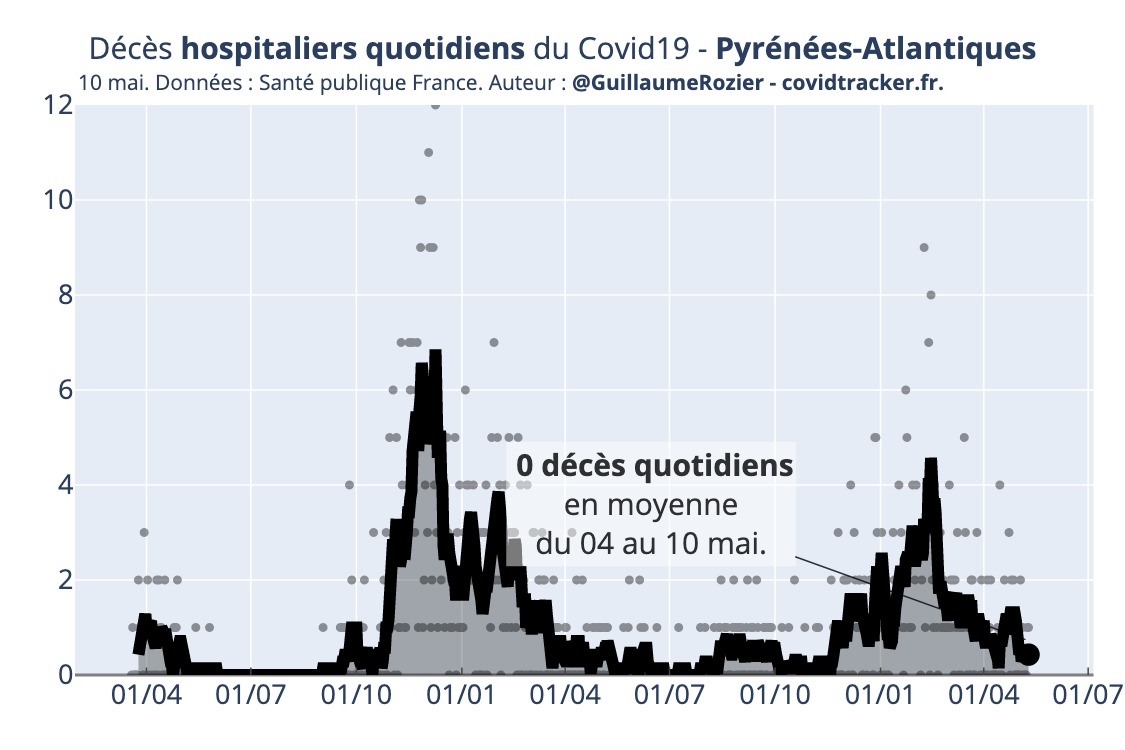 Décès hospitaliers quotidiens du Covid19 - Pyrénées-Atlantiques
10 mai. Données : Santé publique France. Auteur : @GuillaumeRozier - covidtracker.fr.
12
10
8
6
4
2
0
0 décès quotidiens
en moyenne
du 04 au 10 mai.
01/04 01/07 01/10 01/01 01/04 01/07 01/10 01/01 01/04 01/07